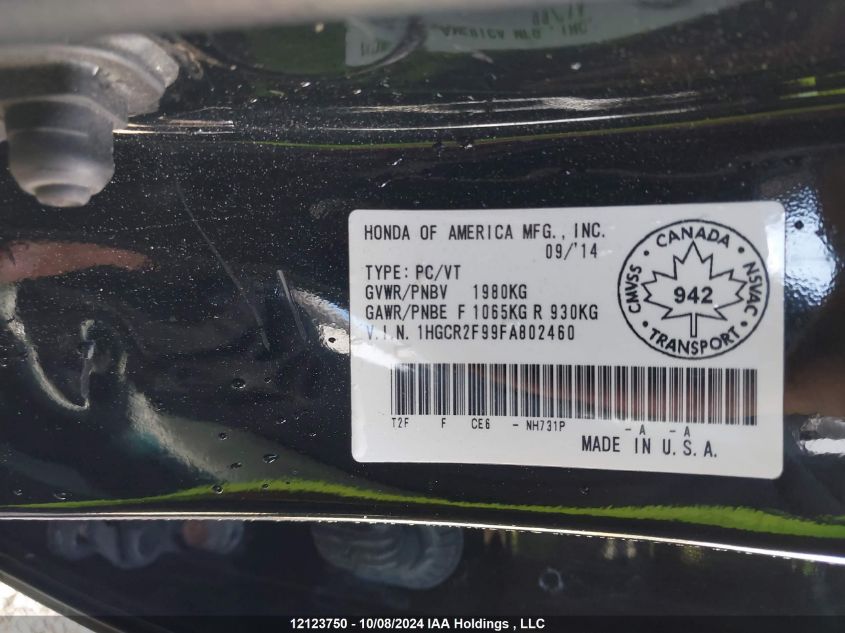 HONDA OF AMERICA MFG., INC.
09/'14
TYPE: PC/VT
GVWR/PNBV 1980KG
GAWR/PNBE F 1065KG R 930KG
V.I.N. 1HGCR2F99FA802460
CANADA
CMVSS
942
NSVAC
TRANSPORT
T2F F CE6 - NH731P -A -A
MADE IN U.S.A.
12123750 - 10/08/2024 IAA Holdings , LLC